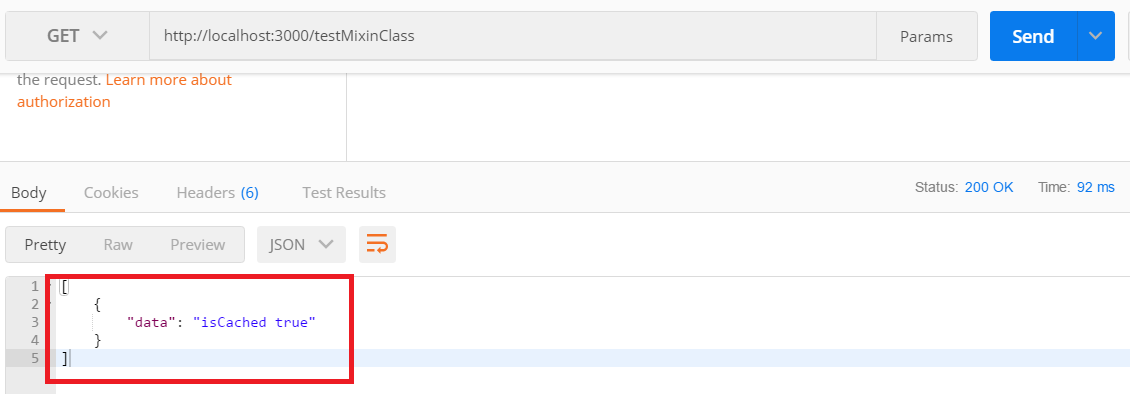 GET http://localhost:3000/testMixinClass Params Send
the request. Learn more about
authorization
Body Cookies Headers (6) Test Results Status: 200 OK Time: 92 ms
Pretty Raw Preview JSON
1 [
2 {
3 "data": "isCached true"
4 }
5 ]